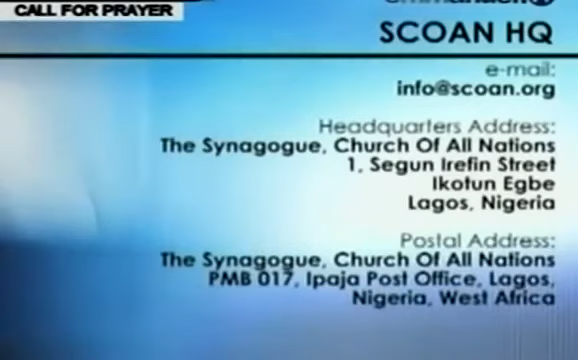 CALL FOR PRAYER
SCOAN HQ
e-mail:
info@scoan.org
Headquarters Address:
The Synagogue, Church Of All Nations
1, Segun Irefin Street
Ikotun Egbe
Lagos, Nigeria
Postal Address:
The Synagogue, Church Of All Nations
PMB 017, Ipaja Post Office, Lagos,
Nigeria, West Africa